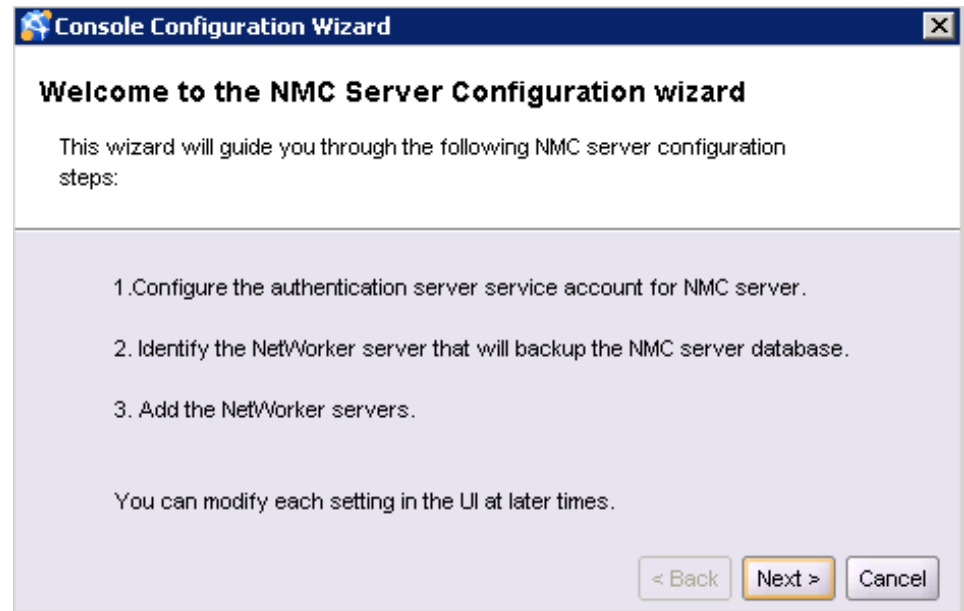 Console Configuration Wizard
Welcome to the NMC Server Configuration wizard
This wizard will guide you through the following NMC server configuration
steps:
1.Configure the authentication server service account for NMC server.
2. Identify the NetWorker server that will backup the NMC server database.
3. Add the NetWorker servers.
You can modify each setting in the UI at later times.
< Back Next > Cancel